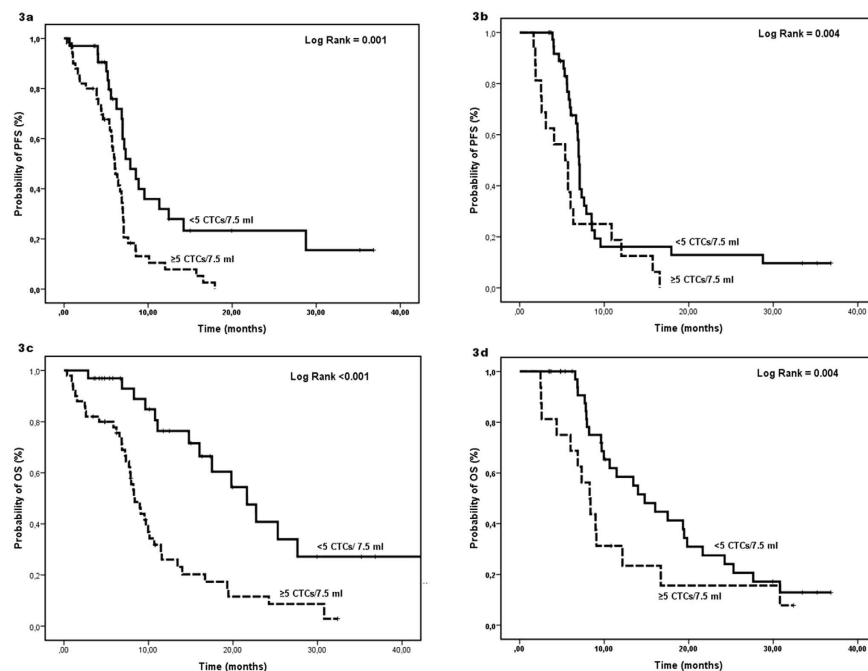 3a
Log Rank = 0.001
Probability of PFS (%)
1,0
0,8
0,6
0,4
0,2
0,0
<5 CTCs/7.5 ml
≥5 CTCs/7.5 ml
,00
10,00
20,00
30,00
40,00
Time (months)
3b
Log Rank = 0.004
Probability of PFS (%)
1,0
0,8
0,6
0,4
0,2
0,0
<5 CTCs/7.5 ml
≥5 CTCs/7.5 ml
,00
10,00
20,00
30,00
40,00
Time (months)
3c
Log Rank <0.001
Probability of OS (%)
1,0
0,8
0,6
0,4
0,2
0,0
<5 CTCs/ 7.5 ml
≥5 CTCs/7.5 ml
,00
10,00
20,00
30,00
40,00
Time (months)
3d
Log Rank = 0.004
Probability of OS (%)
1,0
0,8
0,6
0,4
0,2
0,0
<5 CTCs/7.5 ml
≥5 CTCs/7.5 ml
,00
10,00
20,00
30,00
40,00
Time (months)